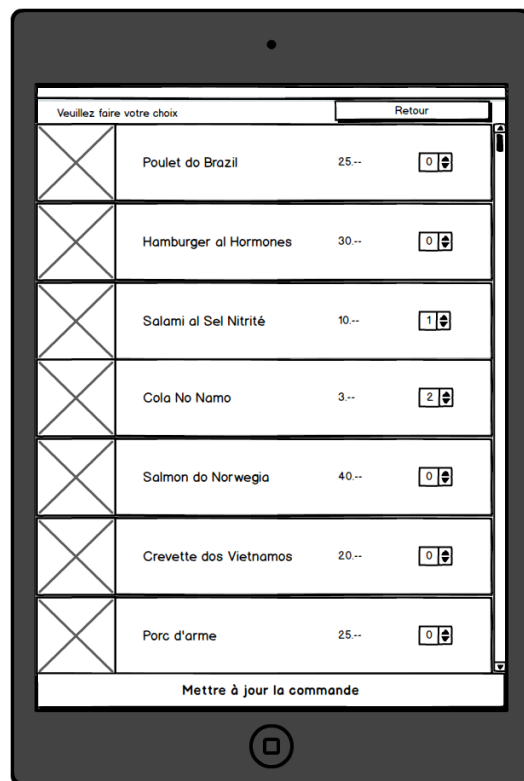 Veuillez faire votre choix Retour
Poulet do Brazil 25.-- 0
Hamburger al Hormones 30.-- 0
Salami al Sel Nitrité 10.-- 1
Cola No Namo 3.-- 2
Salmon do Norwegia 40.-- 0
Crevette dos Vietnamos 20.-- 0
Porc d'arme 25.-- 0
Mettre à jour la commande